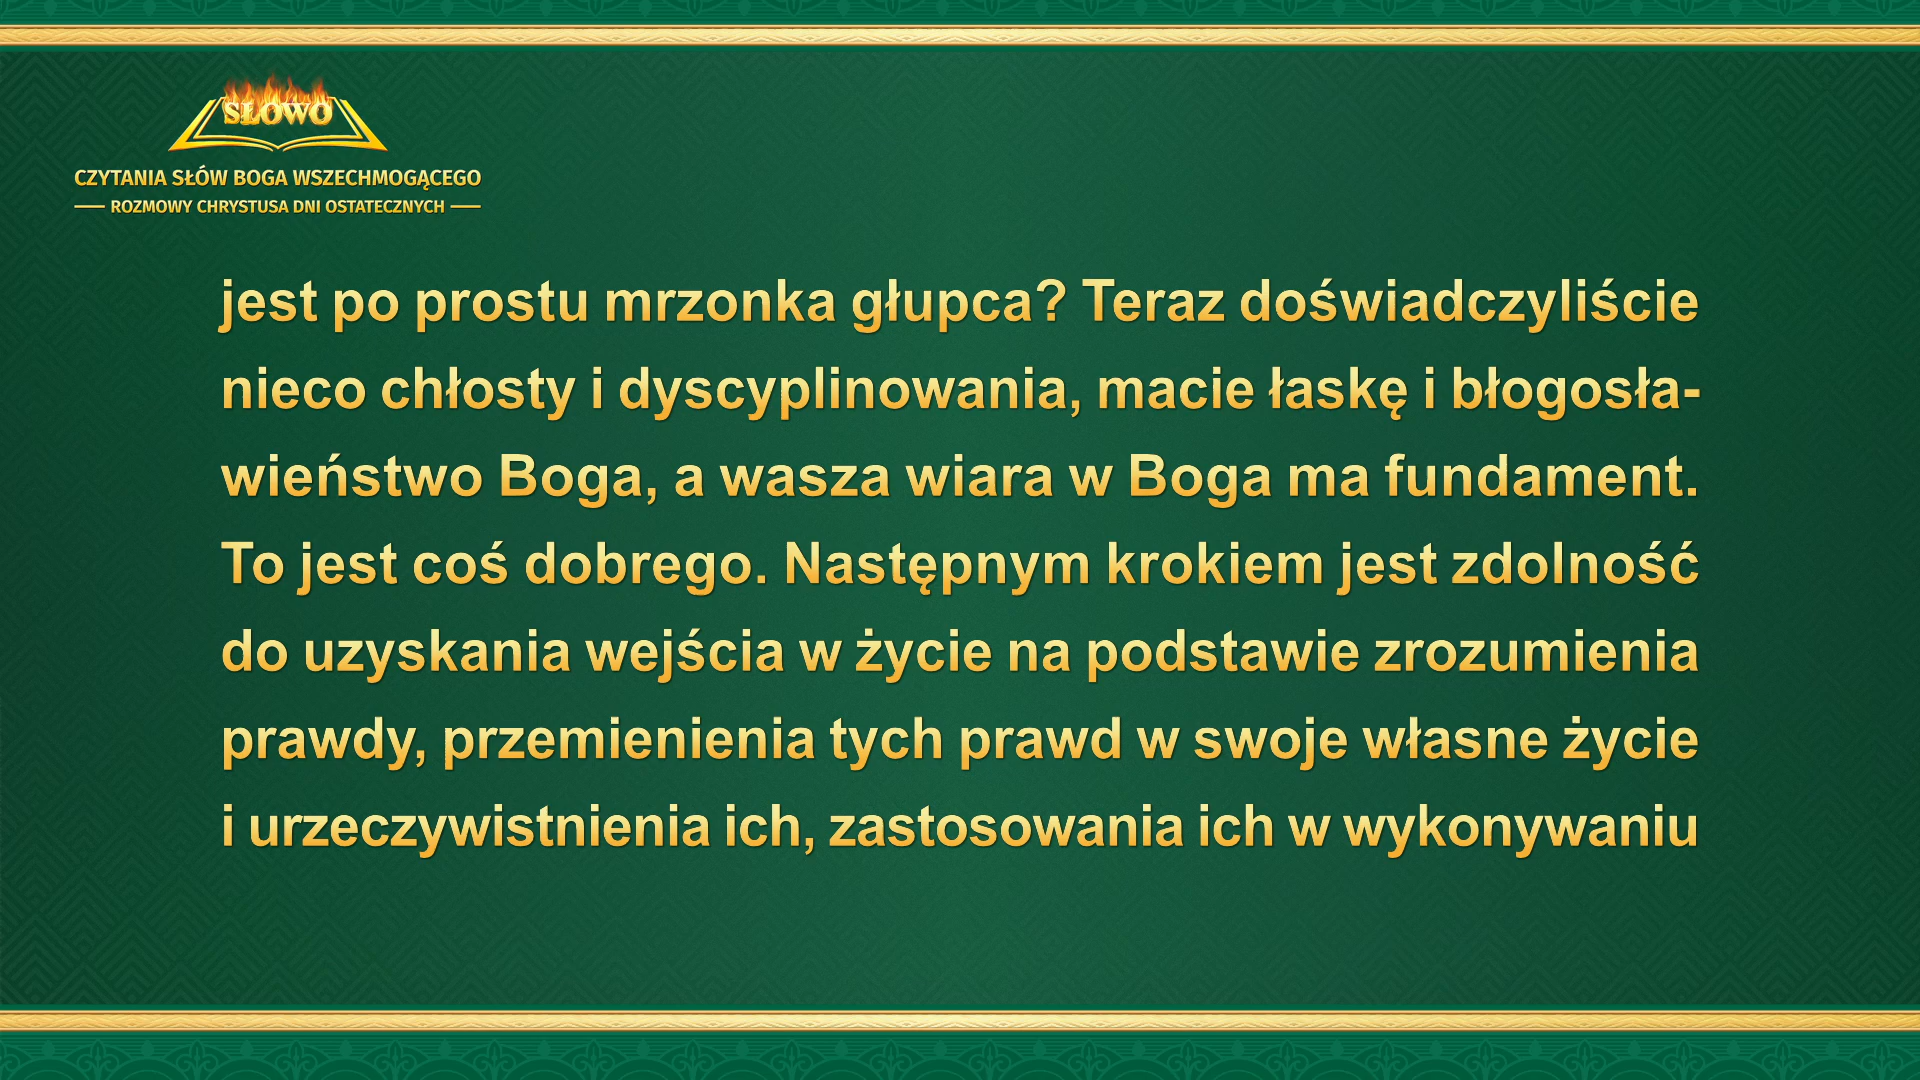 SŁOWO
CZYTANIA SŁÓW BOGA WSZECHMOGĄCEGO
ROZMOWY CHRYSTUSA DNI OSTATECZNYCH
jest po prostu mrzonka głupca? Teraz doświadczyliście
nieco chłosty i dyscyplinowania, macie łaskę i błogosła-
wieństwo Boga, a wasza wiara w Boga ma fundament.
To jest coś dobrego. Następnym krokiem jest zdolność
do uzyskania wejścia w życie na podstawie zrozumienia
prawdy, przemienienia tych prawd w swoje własne życie
i urzeczywistnienia ich, zastosowania ich w wykonywaniu